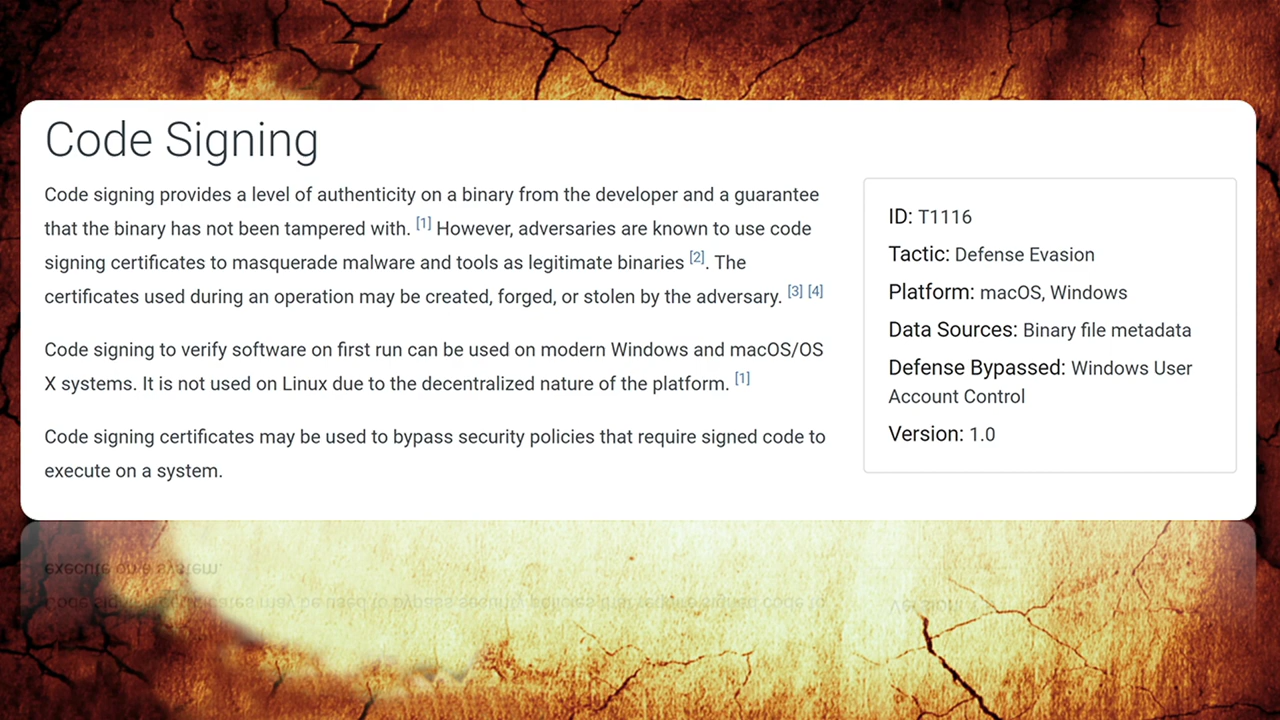 Code Signing
Code signing provides a level of authenticity on a binary from the developer and a guarantee
that the binary has not been tampered with. [1] However, adversaries are known to use code
signing certificates to masquerade malware and tools as legitimate binaries [2]. The
certificates used during an operation may be created, forged, or stolen by the adversary. [3] [4]
Code signing to verify software on first run can be used on modern Windows and macOS/OS
X systems. It is not used on Linux due to the decentralized nature of the platform. [1]
Code signing certificates may be used to bypass security policies that require signed code to
execute on a system.
ID: T1116
Tactic: Defense Evasion
Platform: macOS, Windows
Data Sources: Binary file metadata
Defense Bypassed: Windows User
Account Control
Version: 1.0